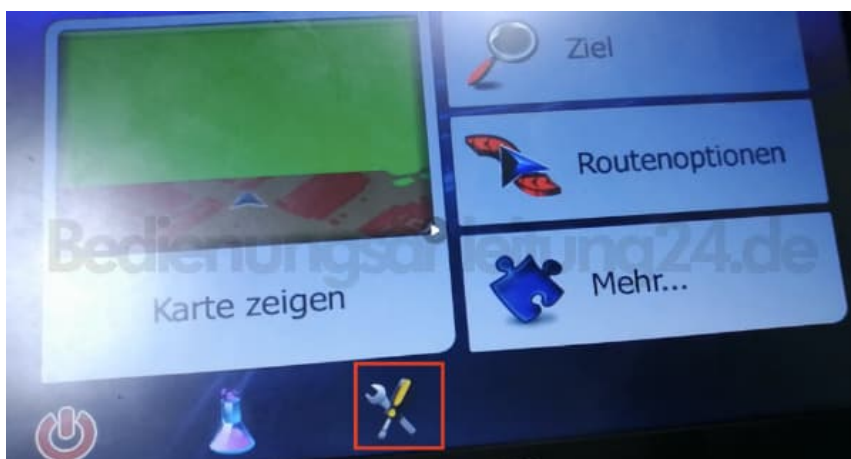 Ziel
Routenoptionen
Bedienungsanleitung24.de
Mehr...
Karte zeigen